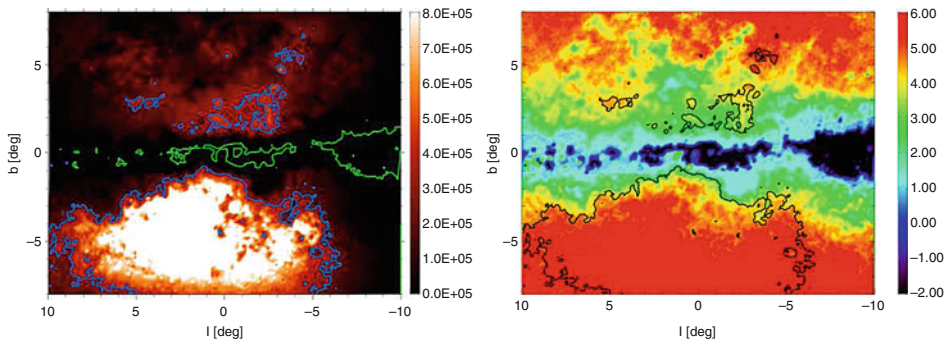 8.0E+05
7.0E+05
6.0E+05
5.0E+05
4.0E+05
3.0E+05
2.0E+05
1.0E+05
0.0E+05
5
0
−5
b [deg]
10 5 0 −5 −10
l [deg]
6.00
5.00
4.00
3.00
2.00
1.00
0.00
−1.00
−2.00
5
0
−5
b [deg]
10 5 0 −5 −10
l [deg]